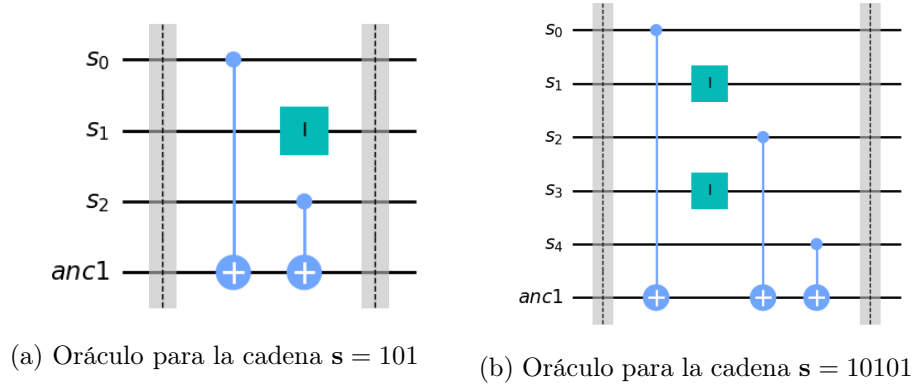 s0
s1
I
s2
anc1
(a) Oráculo para la cadena s = 101
s0
s1
I
s2
s3
I
s4
anc1
(b) Oráculo para la cadena s = 10101